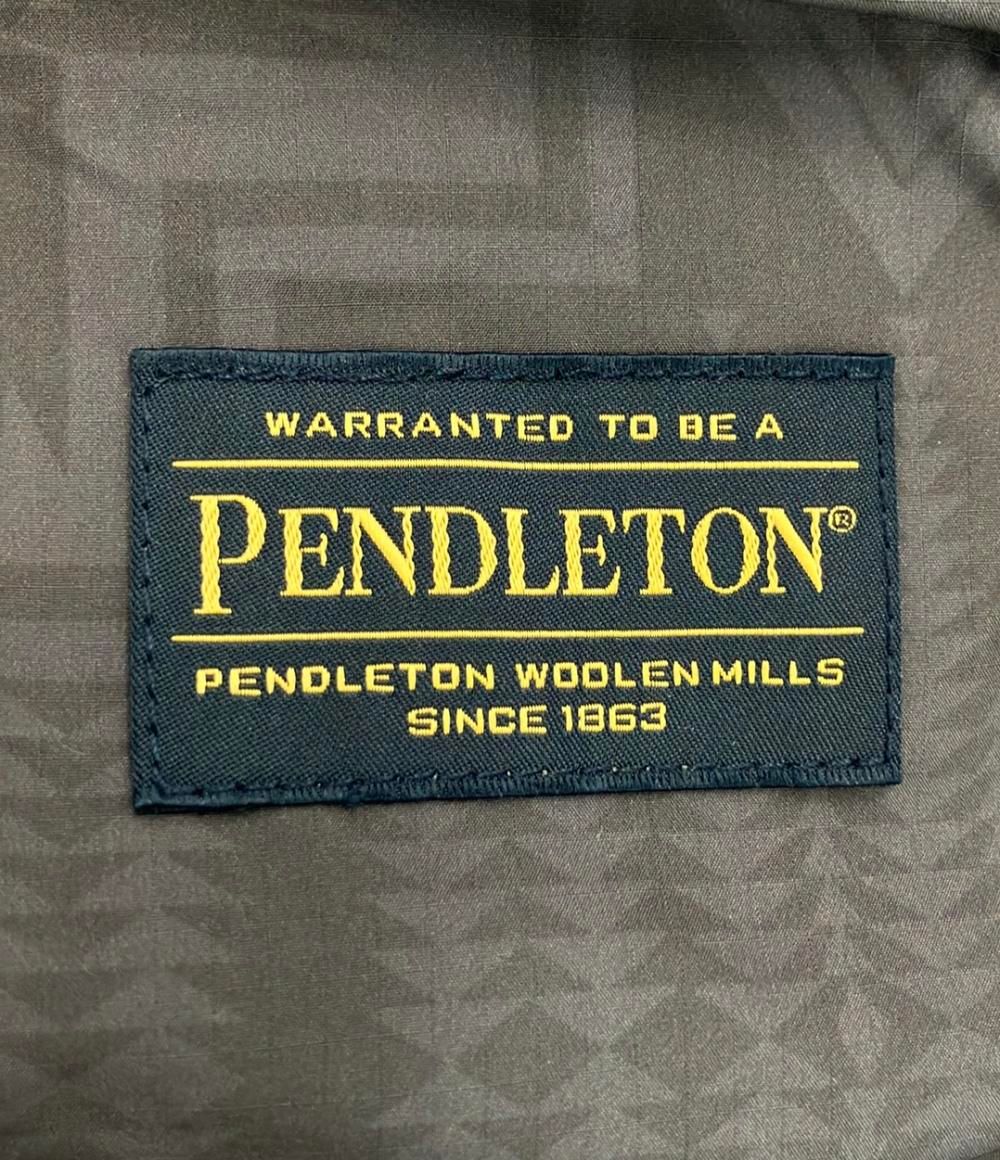 WARRANTED TO BE A
PENDLETON®
PENDLETON WOOLEN MILLS
SINCE 1863